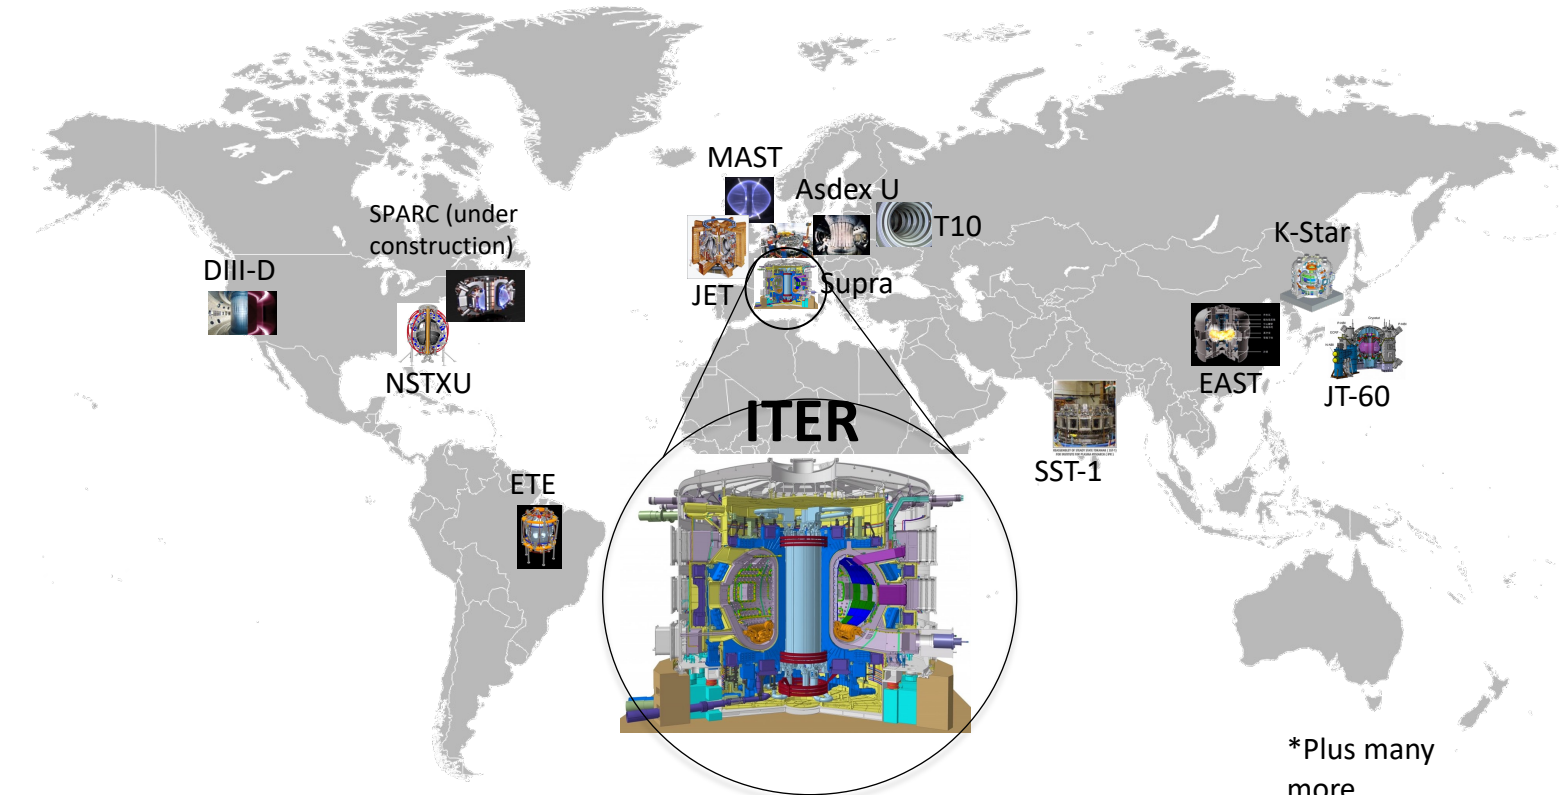 MAST
Asdex U
SPARC (under
construction)
T10
K-Star
DIII-D
JET
Supra
NSTXU
EAST
JT-60
ITER
SST-1
ETE
*Plus many
more